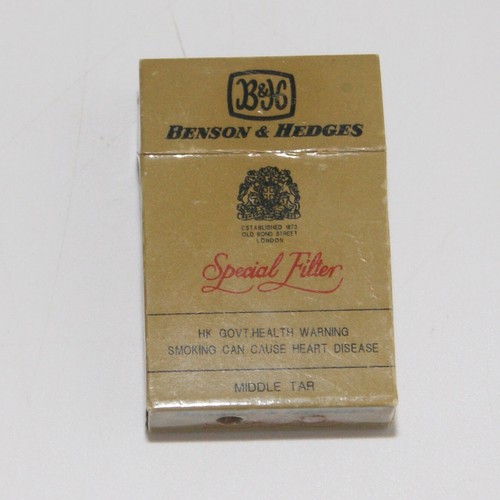 B&H
BENSON & HEDGES
ESTABLISHED 1873
OLD BOND STREET
LONDON
Special Filter
HK GOVT.HEALTH WARNING
SMOKING CAN CAUSE HEART DISEASE
MIDDLE TAR